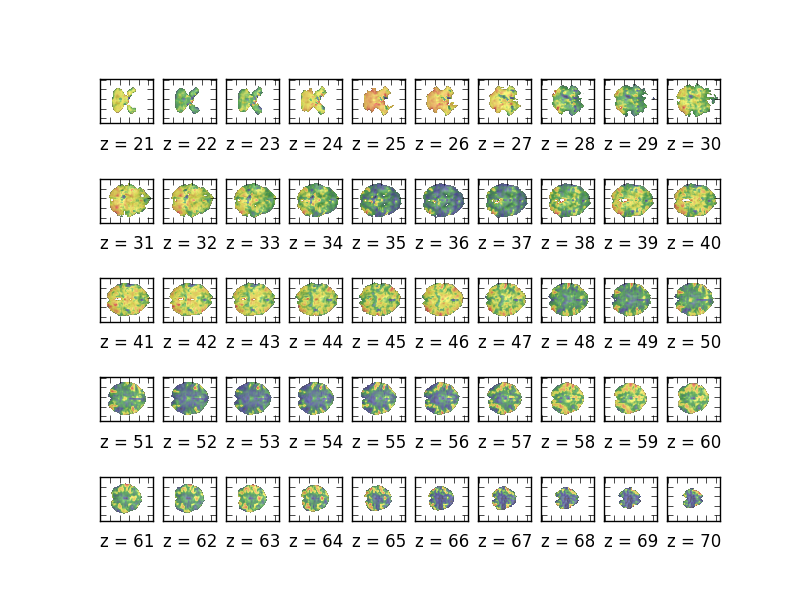 z = 21 z = 22 z = 23 z = 24 z = 25 z = 26 z = 27 z = 28 z = 29 z = 30
z = 31 z = 32 z = 33 z = 34 z = 35 z = 36 z = 37 z = 38 z = 39 z = 40
z = 41 z = 42 z = 43 z = 44 z = 45 z = 46 z = 47 z = 48 z = 49 z = 50
z = 51 z = 52 z = 53 z = 54 z = 55 z = 56 z = 57 z = 58 z = 59 z = 60
z = 61 z = 62 z = 63 z = 64 z = 65 z = 66 z = 67 z = 68 z = 69 z = 70